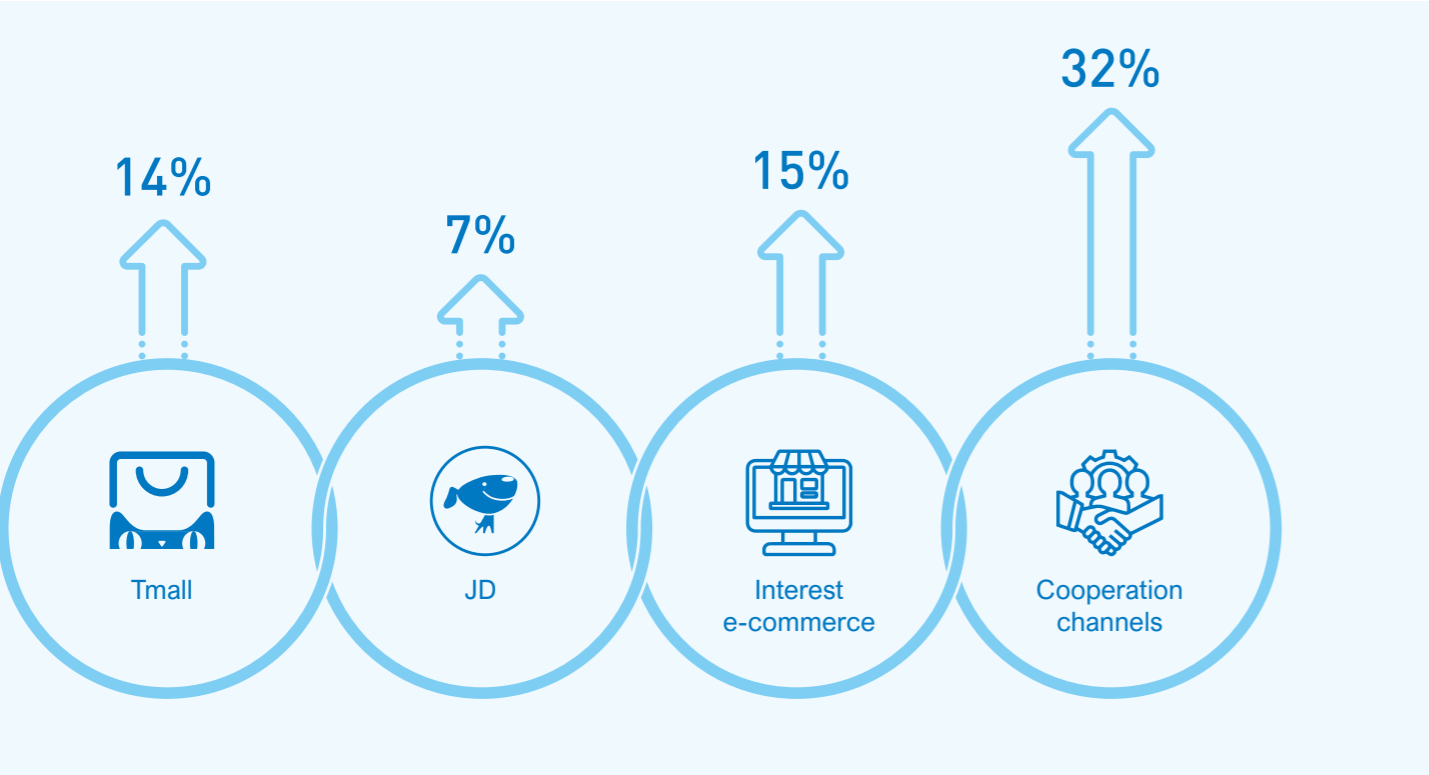 14%
7%
15%
32%
Tmall
JD
Interest
e-commerce
Cooperation
channels